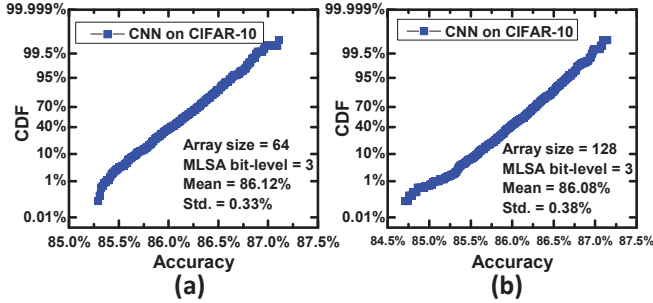 99.999%
99.5%
95%
70%
40%
10%
1%
0.01%
CDF
CNN on CIFAR-10
Array size = 64
MLSA bit-level = 3
Mean = 86.12%
Std. = 0.33%
85.0% 85.5% 86.0% 86.5% 87.0% 87.5%
Accuracy
(a)
99.999%
99.5%
95%
70%
40%
10%
1%
0.01%
CDF
CNN on CIFAR-10
Array size = 128
MLSA bit-level = 3
Mean = 86.08%
Std. = 0.38%
84.5% 85.0% 85.5% 86.0% 86.5% 87.0% 87.5%
Accuracy
(b)